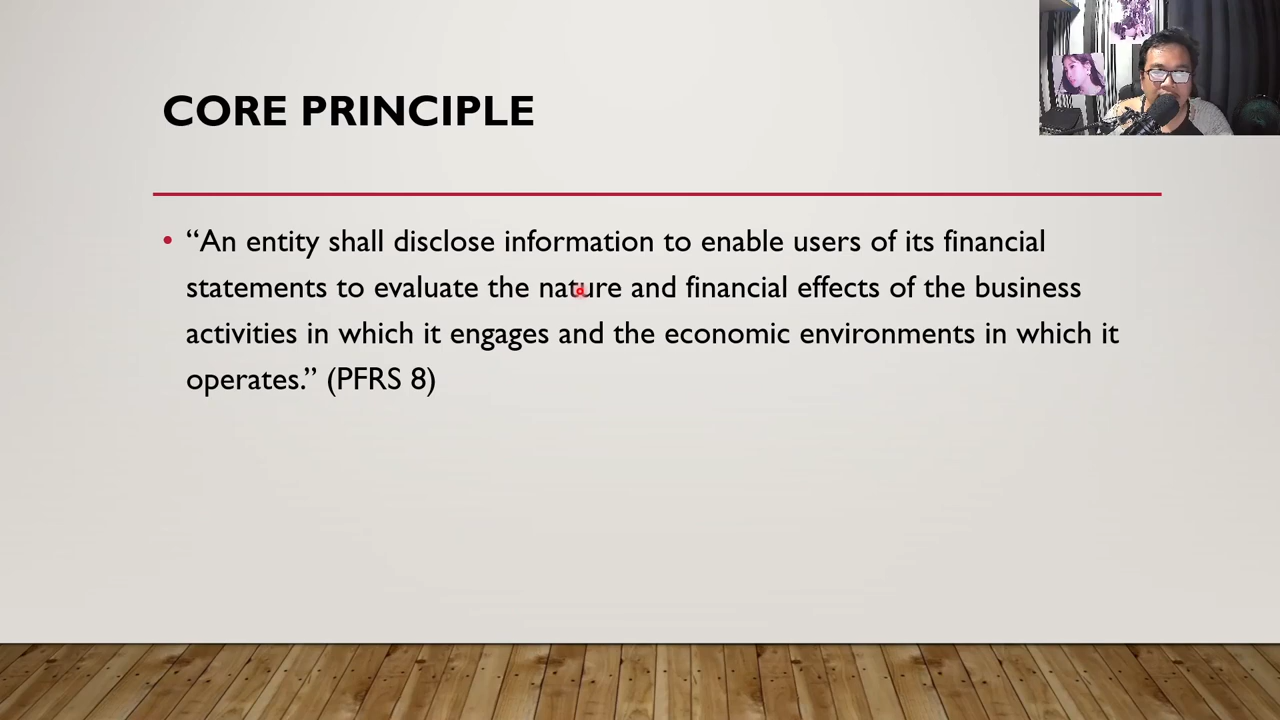 CORE PRINCIPLE
• “An entity shall disclose information to enable users of its financial
statements to evaluate the nature and financial effects of the business
activities in which it engages and the economic environments in which it
operates.” (PFRS 8)